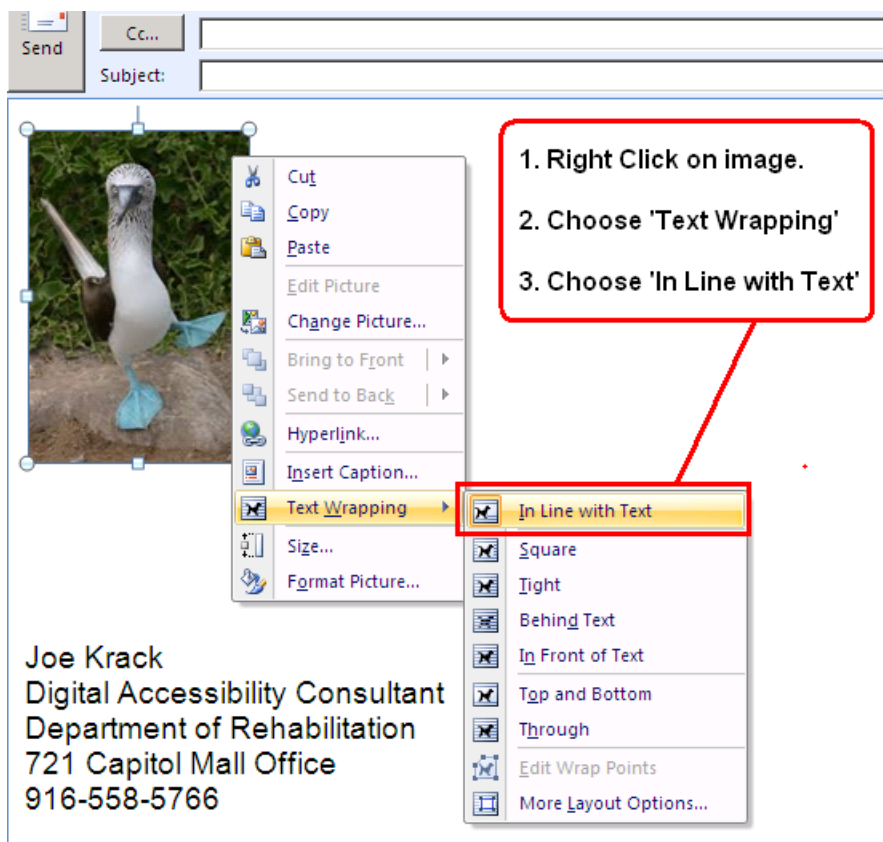 Send
Cc...
Subject:
1. Right Click on image.
2. Choose 'Text Wrapping'
3. Choose 'In Line with Text'
Cut
Copy
Paste
Edit Picture
Change Picture...
Bring to Front
Send to Back
Hyperlink...
Insert Caption...
Text Wrapping
Size...
Format Picture...
In Line with Text
Square
Tight
Behind Text
In Front of Text
Top and Bottom
Through
Edit Wrap Points
More Layout Options...
Joe Krack
Digital Accessibility Consultant
Department of Rehabilitation
721 Capitol Mall Office
916-558-5766